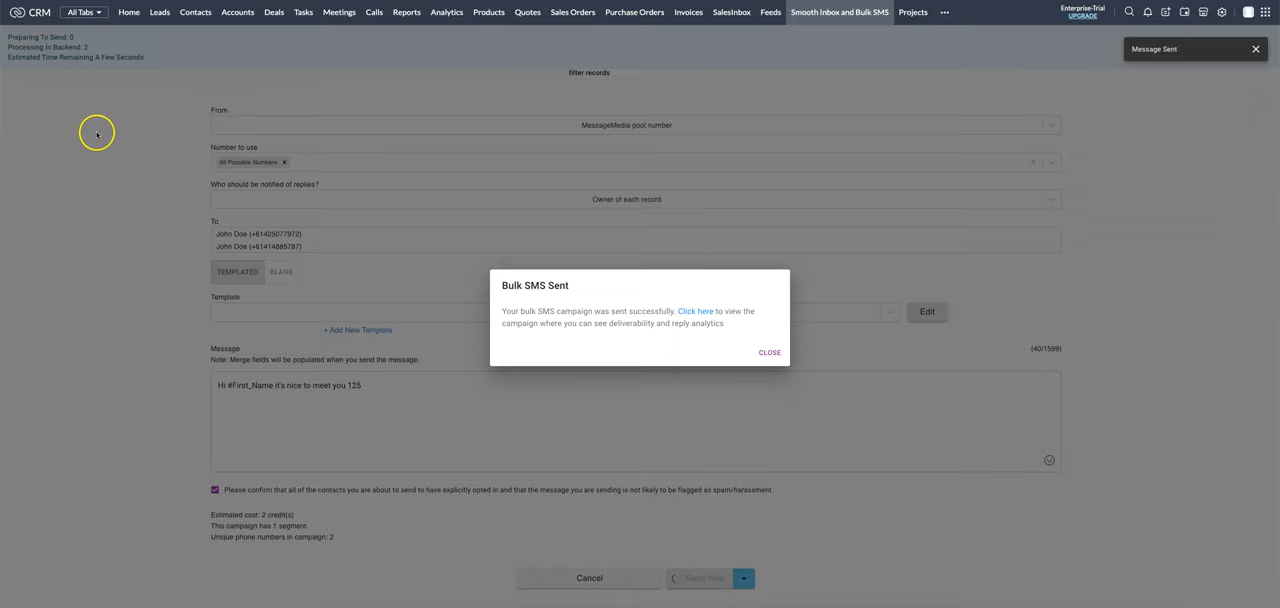 CRM All Tabs Home Leads Contacts Accounts Deals Tasks Meetings Calls Reports Analytics Products Quotes Sales Orders Purchase Orders Invoices SalesInbox Feeds Smooth Inbox and Bulk SMS Projects ••• Enterprise-Trial
UPGRADE
Preparing To Send: 0
Processing In Backend: 2
Estimated Time Remaining A Few Seconds
Message Sent
filter records
From
MessageMedia pool number
Number to use
All Possible Numbers
Who should be notified of replies?
Owner of each record
To
John Doe (+61425077972)
John Doe (+61414885787)
TEMPLATED BLANK
Template
Edit
+ Add New Template
Bulk SMS Sent
Your bulk SMS campaign was sent successfully. Click here to view the
campaign where you can see deliverability and reply analytics
CLOSE
Message (40/1599)
Note: Merge fields will be populated when you send the message.
Hi #First_Name it's nice to meet you 125
Please confirm that all of the contacts you are about to send to have explicitly opted in and that the message you are sending is not likely to be flagged as spam/harassment.
Estimated cost: 2 credit(s)
This campaign has 1 segment.
Unique phone numbers in campaign: 2
Cancel Send Now